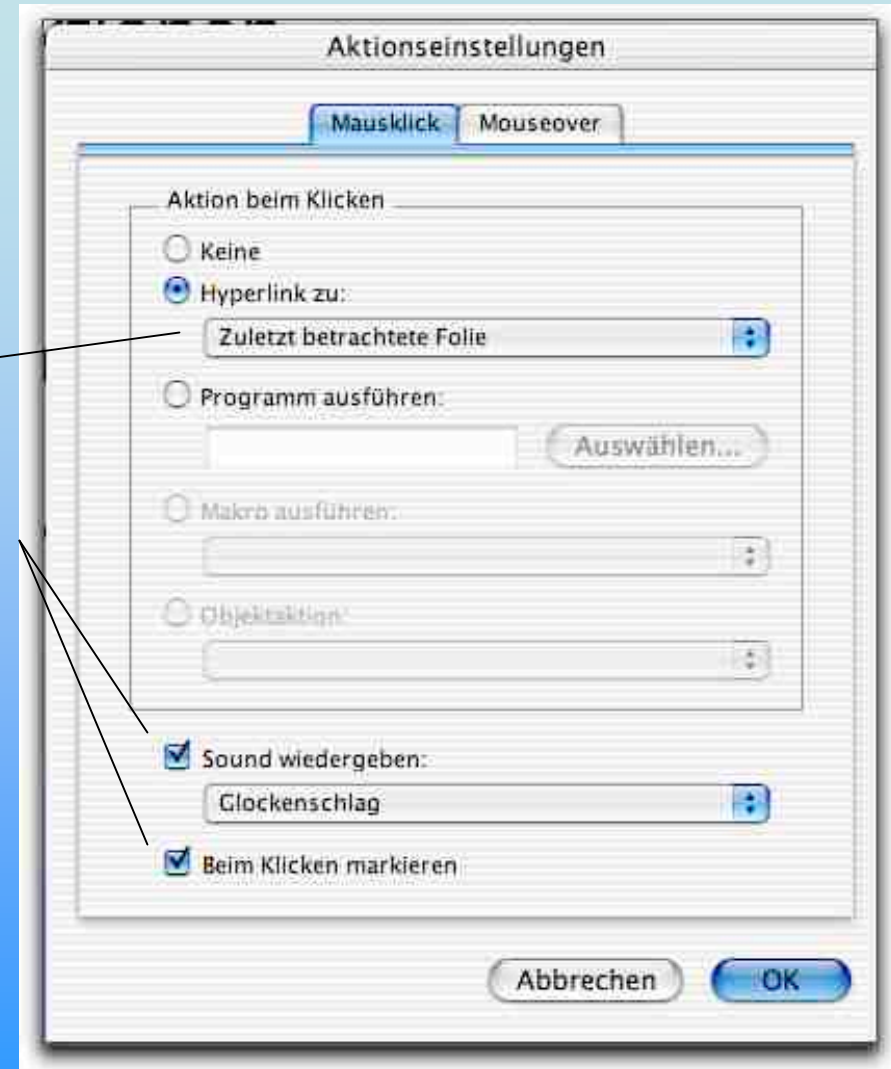 Aktionseinstellungen
Mausklick Mouseover
Aktion beim Klicken
Keine
Hyperlink zu:
Zuletzt betrachtete Folie
Programm ausführen:
Auswählen...
Makro ausführen:
Objektaktion:
Sound wiedergeben:
Glockenschlag
Beim Klicken markieren
Abbrechen OK